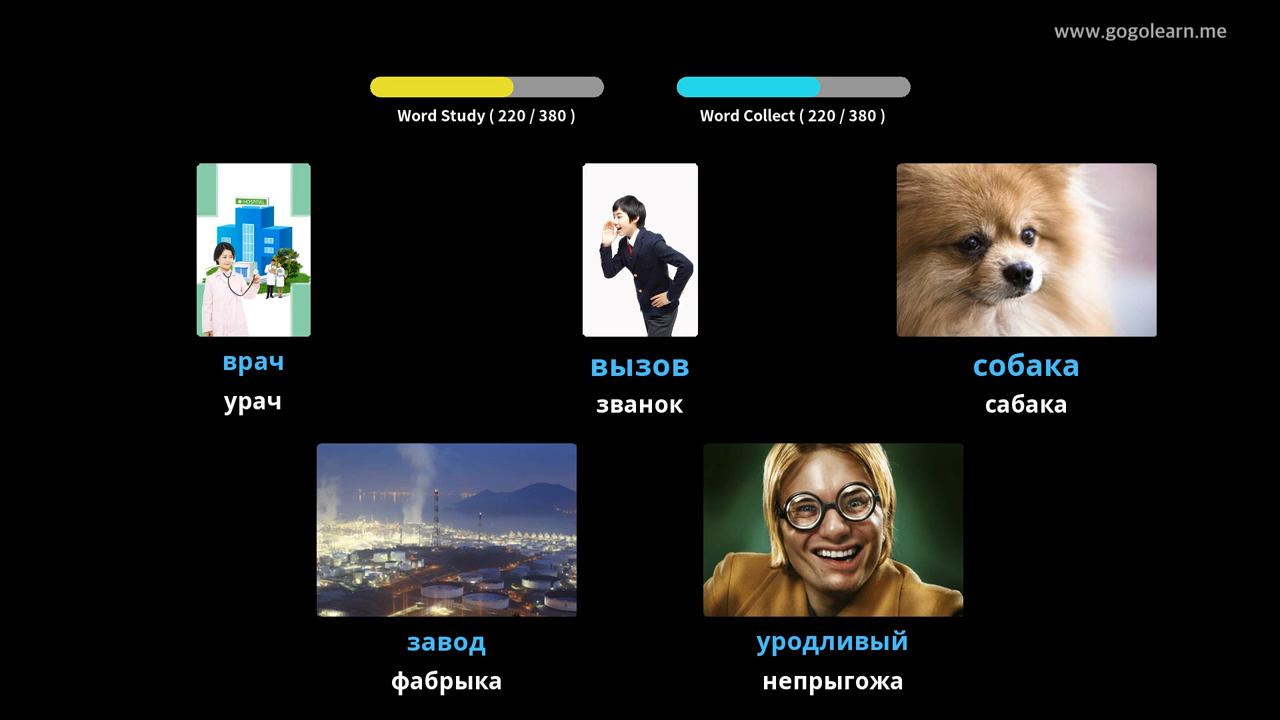 www.gogolearn.me
Word Study ( 220 / 380 )
Word Collect ( 220 / 380 )
HOSPITAL
врач
урач
вызов
званок
собака
сабака
завод
фабрыка
уродливый
непрыгожа